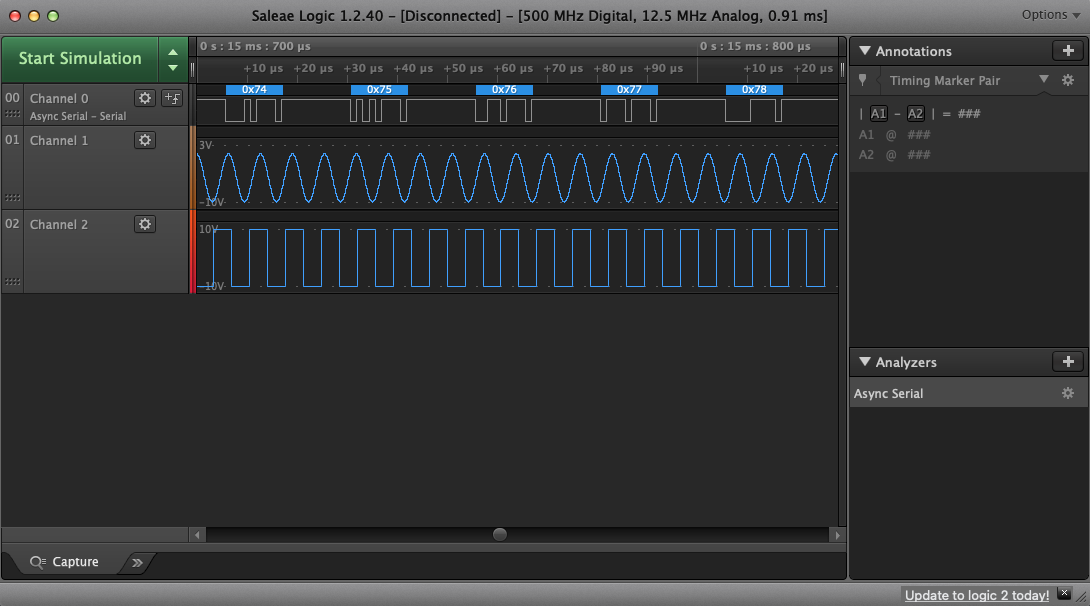 Saleae Logic 1.2.40 - [Disconnected] - [500 MHz Digital, 12.5 MHz Analog, 0.91 ms]
Options
Start Simulation
0 s : 15 ms : 700 µs
0 s : 15 ms : 800 µs
+10 µs +20 µs +30 µs +40 µs +50 µs +60 µs +70 µs +80 µs +90 µs +10 µs +20 µs
00 Channel 0
Async Serial - Serial
0x74 0x75 0x76 0x77 0x78
01 Channel 1
3V
-10V
02 Channel 2
10V
-10V
Annotations
Timing Marker Pair
| A1 - A2 | = ###
A1 @ ###
A2 @ ###
Analyzers
Async Serial
Capture
Update to logic 2 today!